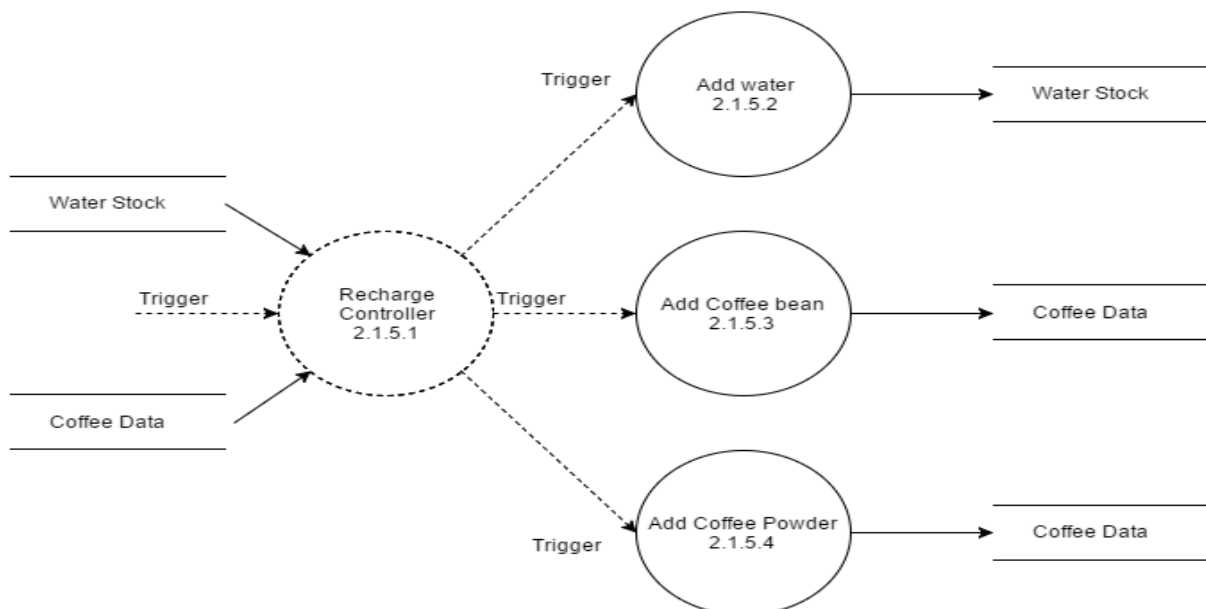 Trigger
Add water
2.1.5.2
Water Stock
Water Stock
Trigger
Recharge
Controller
2.1.5.1
Trigger
Add Coffee bean
2.1.5.3
Coffee Data
Coffee Data
Trigger
Add Coffee Powder
2.1.5.4
Coffee Data